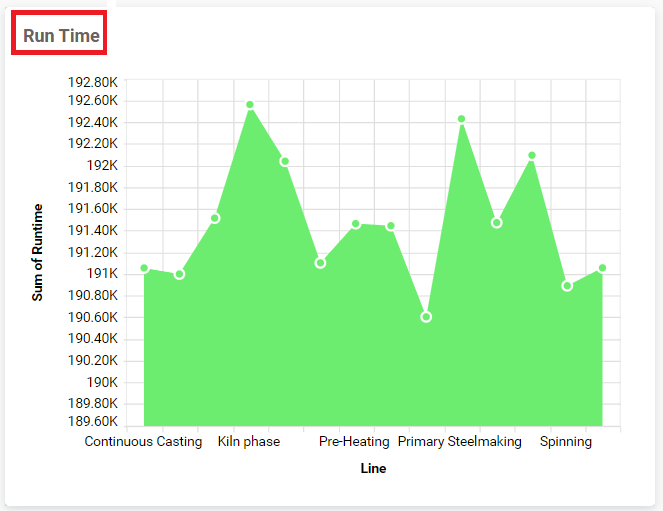 Run Time
192.80K
192.60K
192.40K
192.20K
192K
191.80K
191.60K
191.40K
191.20K
191K
190.80K
190.60K
190.40K
190.20K
190K
189.80K
189.60K
Sum of Runtime
Continuous Casting
Kiln phase
Pre-Heating
Primary Steelmaking
Spinning
Line